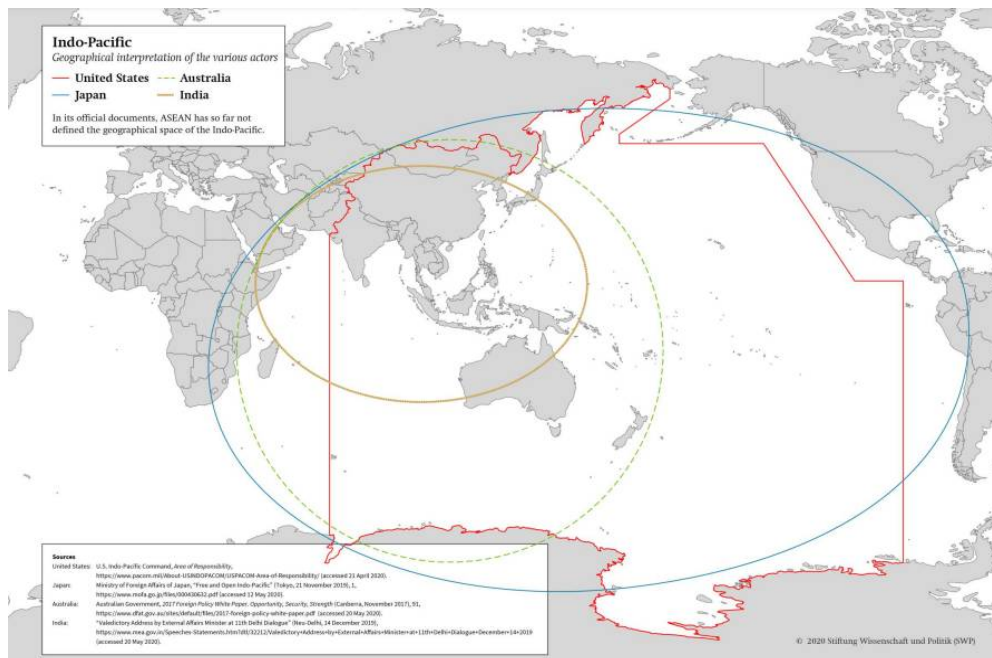 Indo-Pacific
Geographical interpretation of the various actors
United States
Australia
Japan
India
In its official documents, ASEAN has so far not
defined the geographical space of the Indo-Pacific.
Sources
United States: U.S. Indo-Pacific Command, Area of Responsibility,
https://www.pacom.mil/About-USINDOPACOM/USPACOM-Area-of-Responsibility/ (accessed 21 April 2020).
Japan: Ministry of Foreign Affairs of Japan, "Free and Open Indo-Pacific" (Tokyo, 21 November 2019), 1,
https://www.mofa.go.jp/files/000430632.pdf (accessed 12 May 2020).
Australia: Australian Government, 2017 Foreign Policy White Paper. Opportunity, Security, Strength (Canberra, November 2017), 91,
https://www.dfat.gov.au/sites/default/files/2017-foreign-policy-white-paper.pdf (accessed 20 May 2020).
India: "Valedictory Address by External Affairs Minister at 11th Delhi Dialogue" (Neu-Delhi, 14 December 2019),
(accessed 20 May 2020).
© 2020 Stiftung Wissenschaft und Politik (SWP)